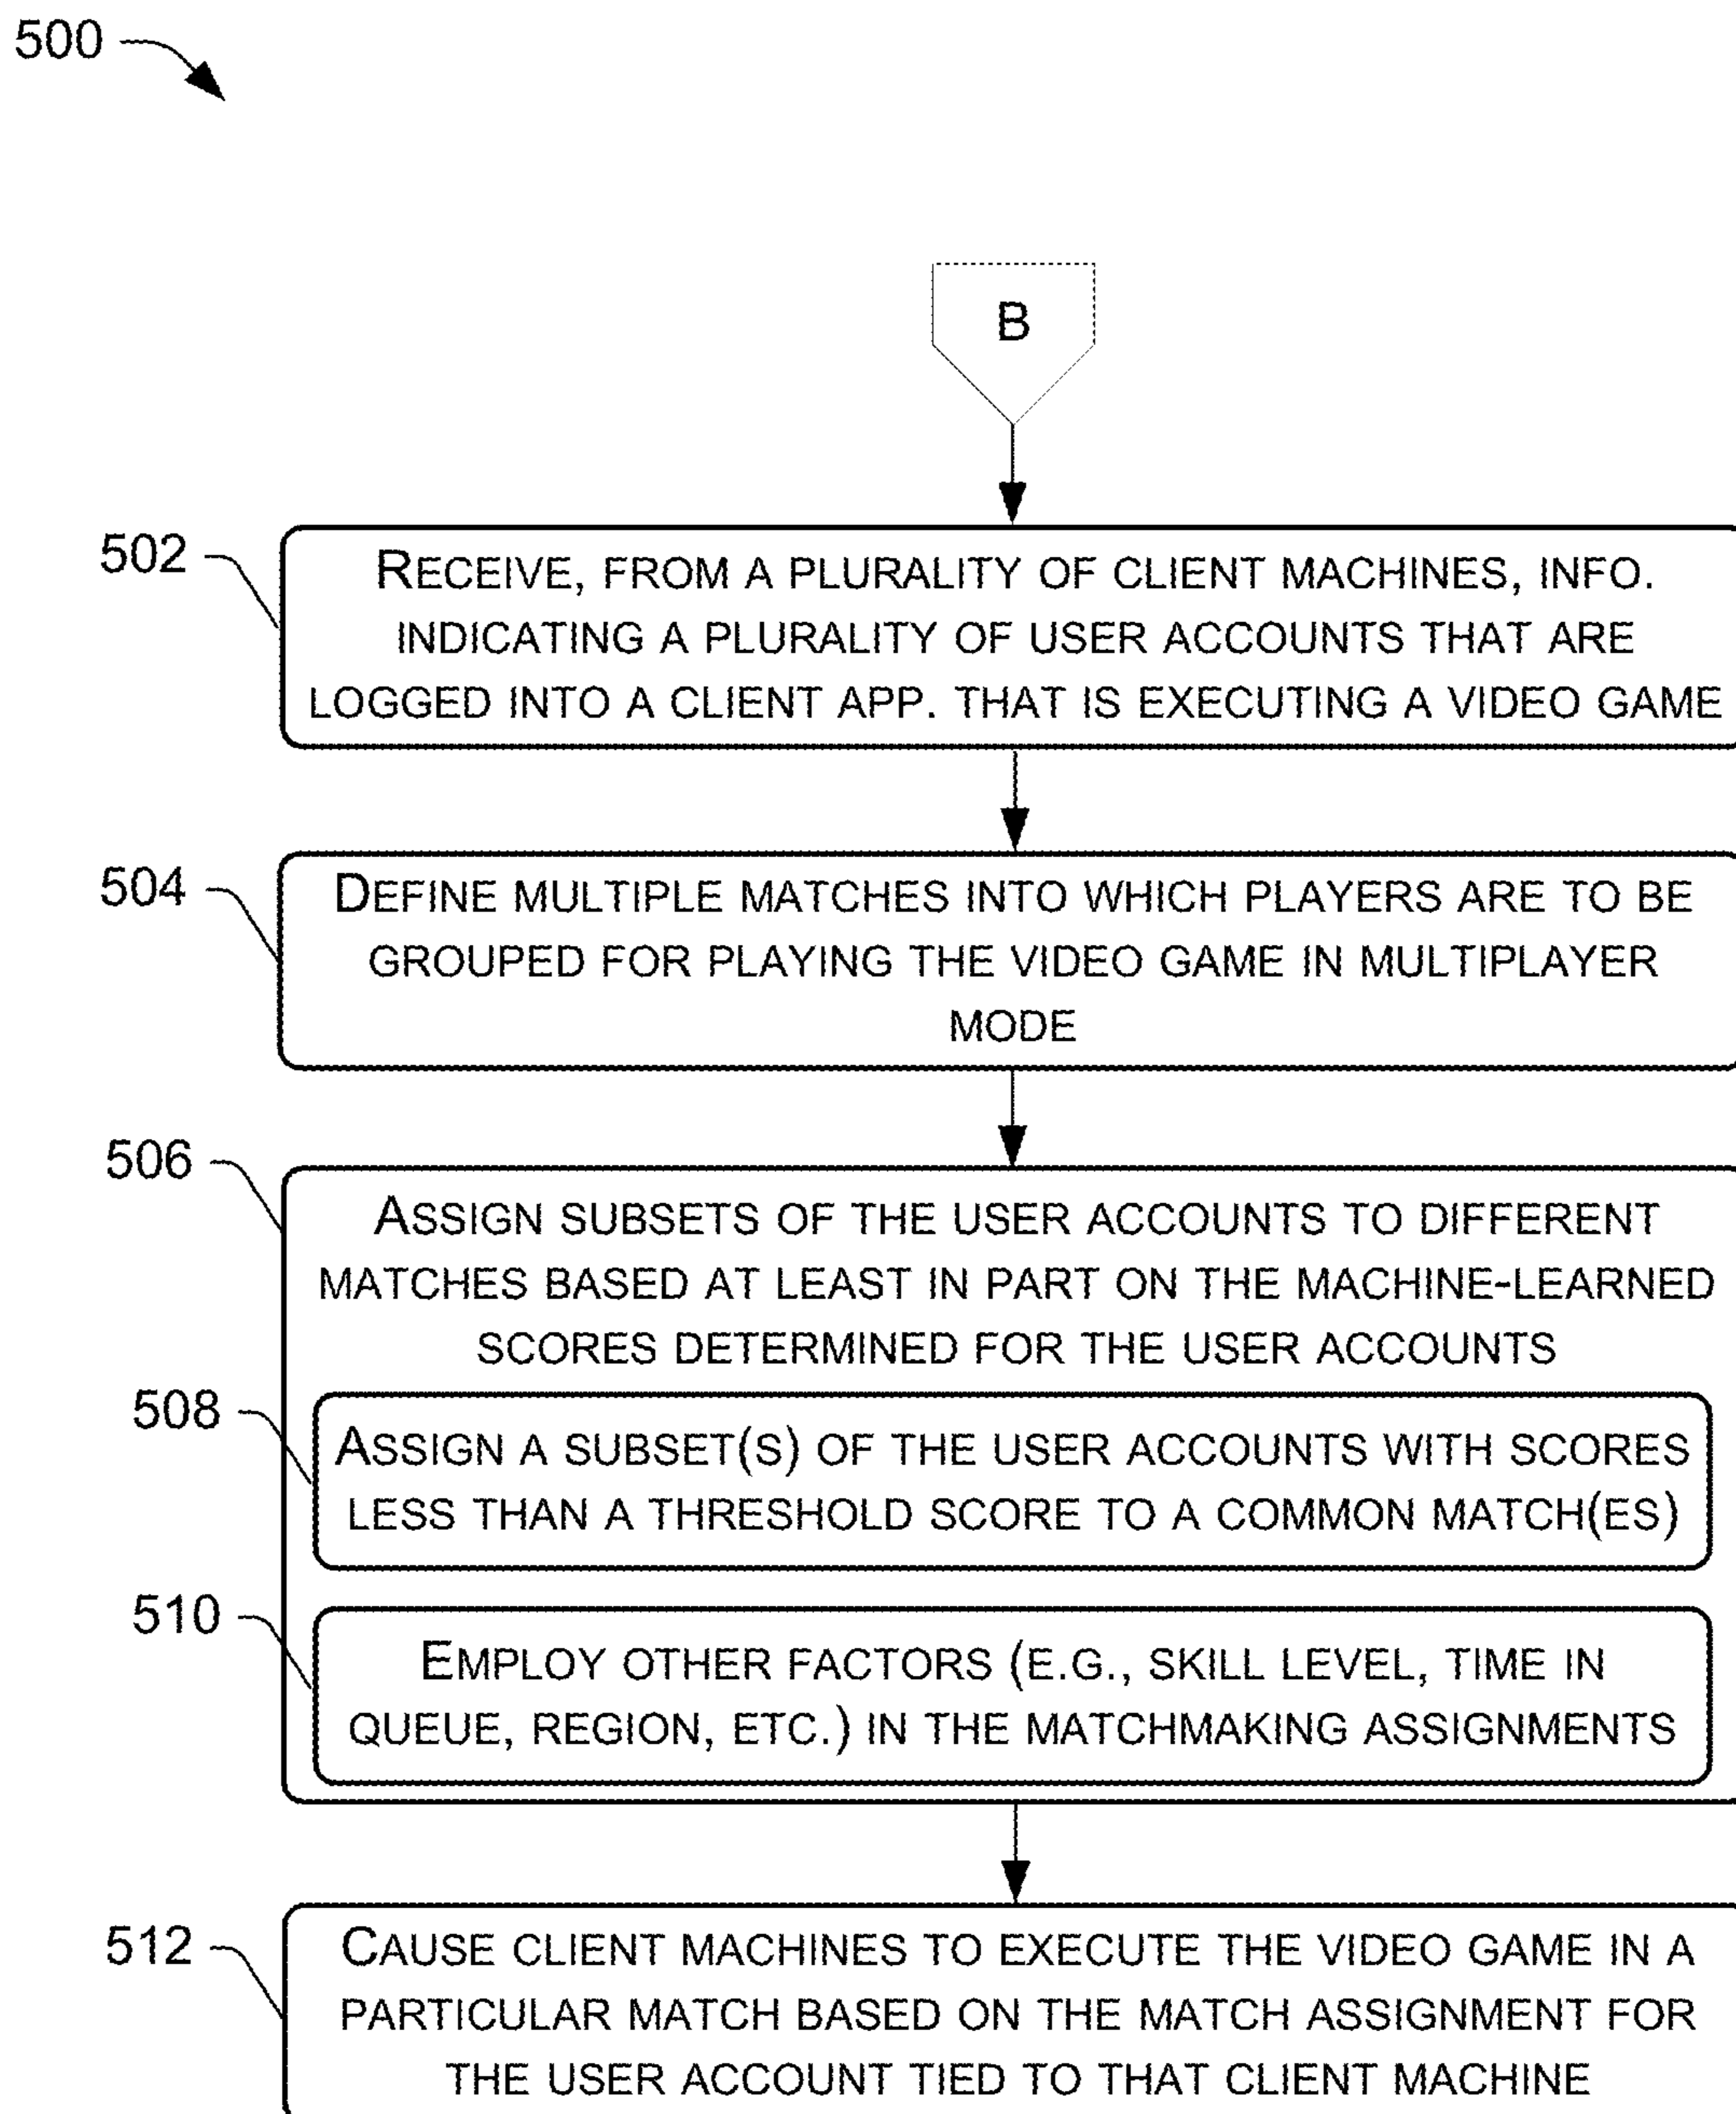 500
B
502
RECEIVE, FROM A PLURALITY OF CLIENT MACHINES, INFO.
INDICATING A PLURALITY OF USER ACCOUNTS THAT ARE
LOGGED INTO A CLIENT APP. THAT IS EXECUTING A VIDEO GAME
504
DEFINE MULTIPLE MATCHES INTO WHICH PLAYERS ARE TO BE
GROUPED FOR PLAYING THE VIDEO GAME IN MULTIPLAYER
MODE
506
ASSIGN SUBSETS OF THE USER ACCOUNTS TO DIFFERENT
MATCHES BASED AT LEAST IN PART ON THE MACHINE-LEARNED
SCORES DETERMINED FOR THE USER ACCOUNTS
508
ASSIGN A SUBSET(S) OF THE USER ACCOUNTS WITH SCORES
LESS THAN A THRESHOLD SCORE TO A COMMON MATCH(ES)
510
EMPLOY OTHER FACTORS (E.G., SKILL LEVEL, TIME IN
QUEUE, REGION, ETC.) IN THE MATCHMAKING ASSIGNMENTS
512
CAUSE CLIENT MACHINES TO EXECUTE THE VIDEO GAME IN A
PARTICULAR MATCH BASED ON THE MATCH ASSIGNMENT FOR
THE USER ACCOUNT TIED TO THAT CLIENT MACHINE